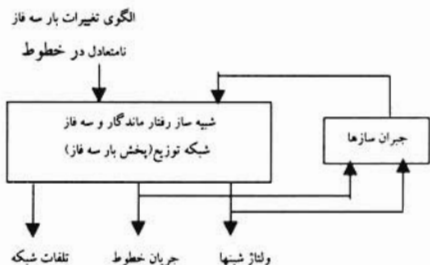 الگوی تغییرات بار سه فاز
نامتعادل در خطوط
شبیه ساز رفتار ماندگار و سه فاز
شبکه توزیع(پخش بار سه فاز)
جبران سازها
ولتاژ شینها
جریان خطوط
تلفات شبکه